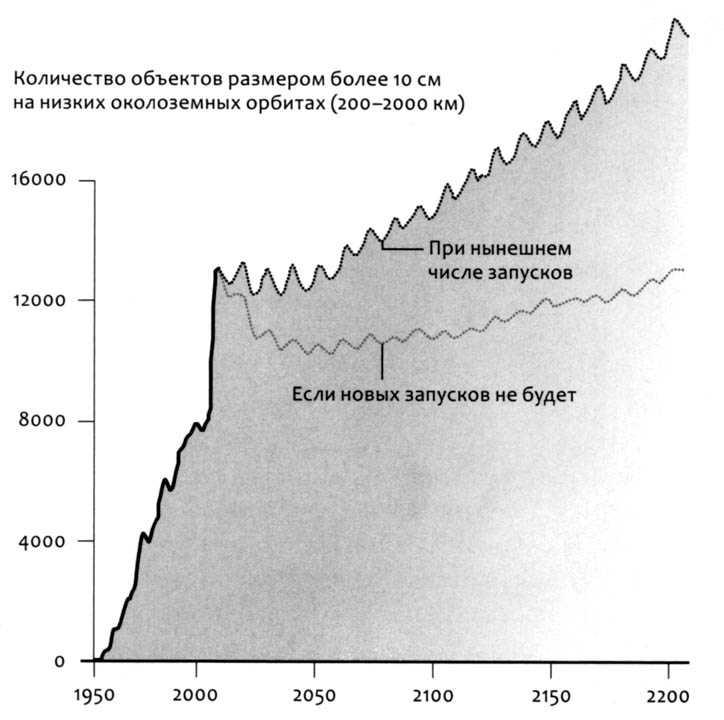 Количество объектов размером более 10 см
на низких околоземных орбитах (200–2000 км)
16000
При нынешнем
числе запусков
12000
Если новых запусков не будет
8000
4000
0
1950 2000 2050 2100 2150 2200